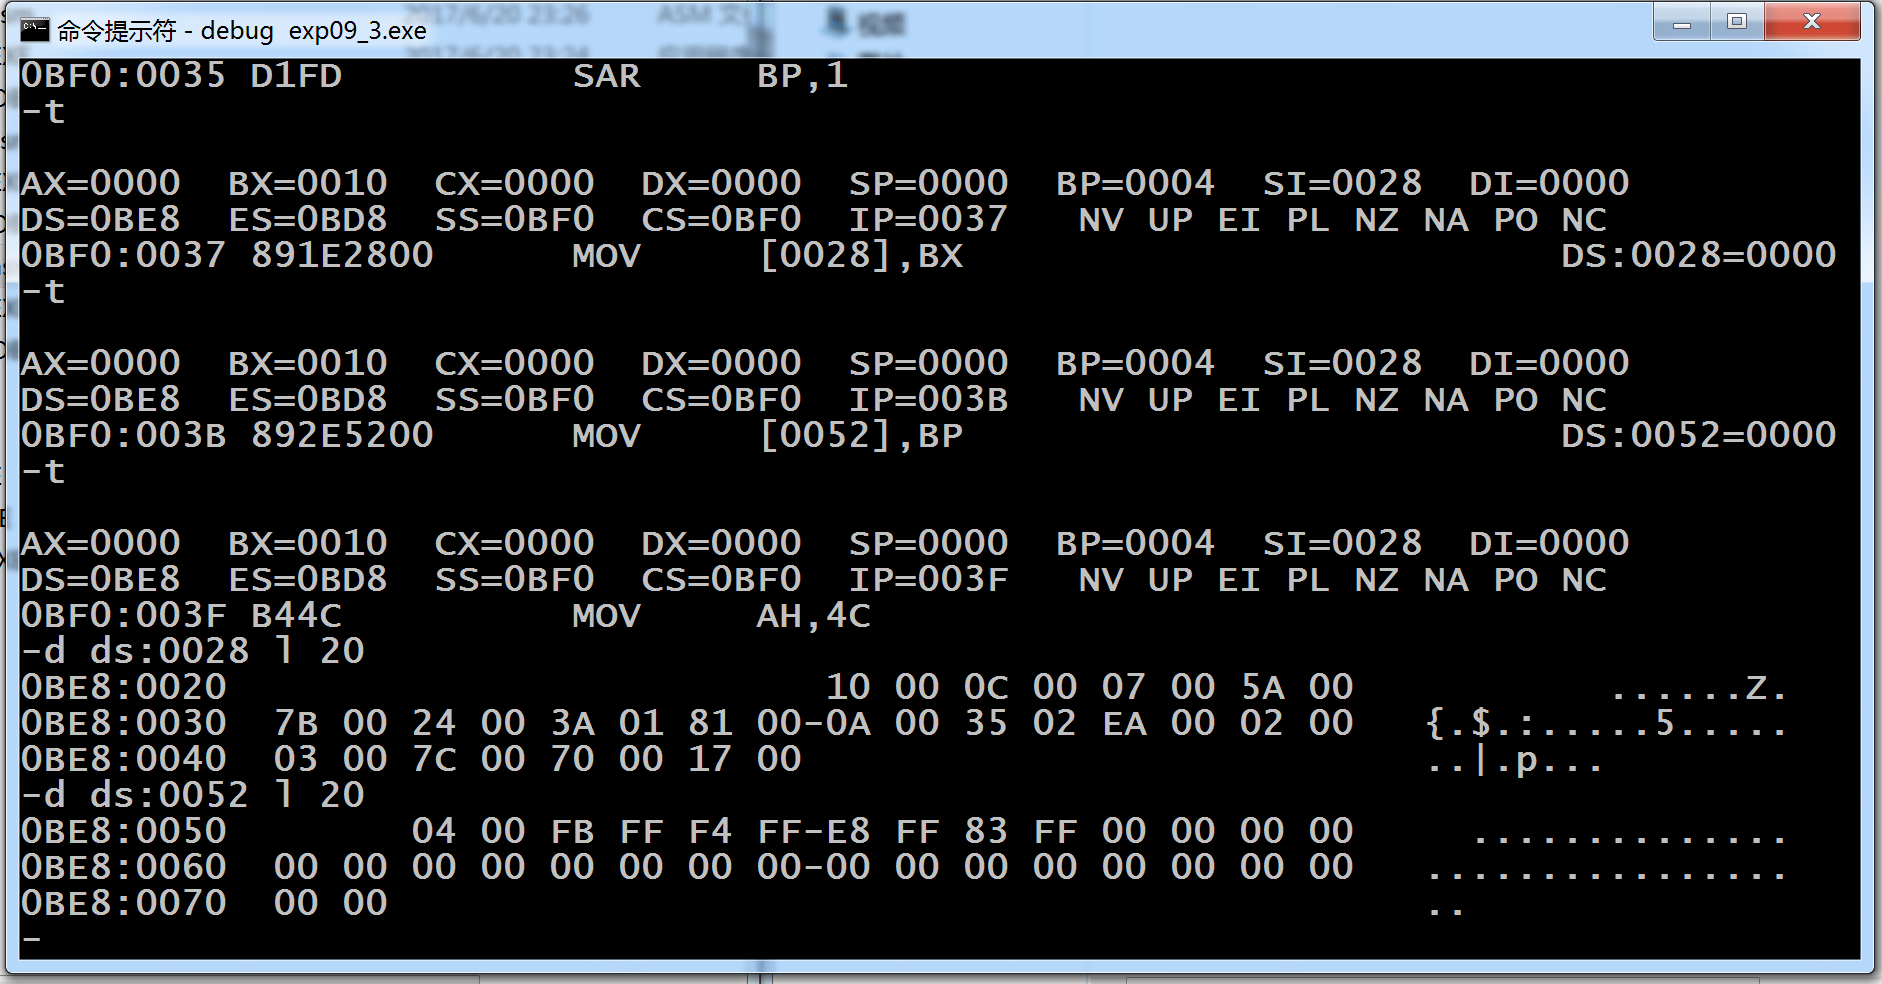 2017/6/20 23:26 ASM 文 视频
命令提示符 - debug  exp09_3.exe
0BF0:0035 D1FD          SAR     BP,1
-t
AX=0000  BX=0010  CX=0000  DX=0000  SP=0000  BP=0004  SI=0028  DI=0000
DS=0BE8  ES=0BD8  SS=0BF0  CS=0BF0  IP=0037   NV UP EI PL NZ NA PO NC
0BF0:0037 891E2800      MOV     [0028],BX                          DS:0028=0000
-t
AX=0000  BX=0010  CX=0000  DX=0000  SP=0000  BP=0004  SI=0028  DI=0000
DS=0BE8  ES=0BD8  SS=0BF0  CS=0BF0  IP=003B   NV UP EI PL NZ NA PO NC
0BF0:003B 892E5200      MOV     [0052],BP                          DS:0052=0000
-t
AX=0000  BX=0010  CX=0000  DX=0000  SP=0000  BP=0004  SI=0028  DI=0000
DS=0BE8  ES=0BD8  SS=0BF0  CS=0BF0  IP=003F   NV UP EI PL NZ NA PO NC
0BF0:003F B44C          MOV     AH,4C
-d ds:0028 l 20
0BE8:0020                          10 00 0C 00 07 00 5A 00           ......Z.
0BE8:0030  7B 00 24 00 3A 01 81 00-0A 00 35 02 EA 00 02 00   {.$.:.....5.....
0BE8:0040  03 00 7C 00 70 00 17 00                           ..|.p...
-d ds:0052 l 20
0BE8:0050        04 00 FB FF F4 FF-E8 FF 83 FF 00 00 00 00     ..............
0BE8:0060  00 00 00 00 00 00 00 00-00 00 00 00 00 00 00 00   ................
0BE8:0070  00 00                                             ..
-